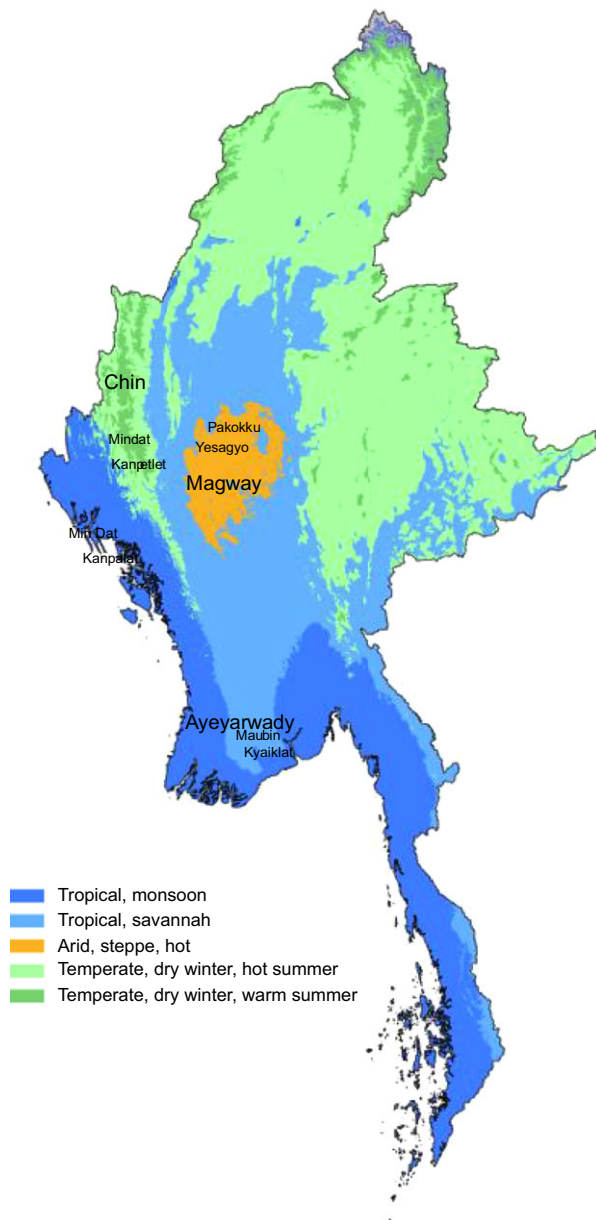 Chin
Pakokku
Mindat
Yesagyo
Kanpetlet
Magway
Min Dat
Kanpalat
Ayeyarwady
Maubin
Kyaiklat
Tropical, monsoon
Tropical, savannah
Arid, steppe, hot
Temperate, dry winter, hot summer
Temperate, dry winter, warm summer